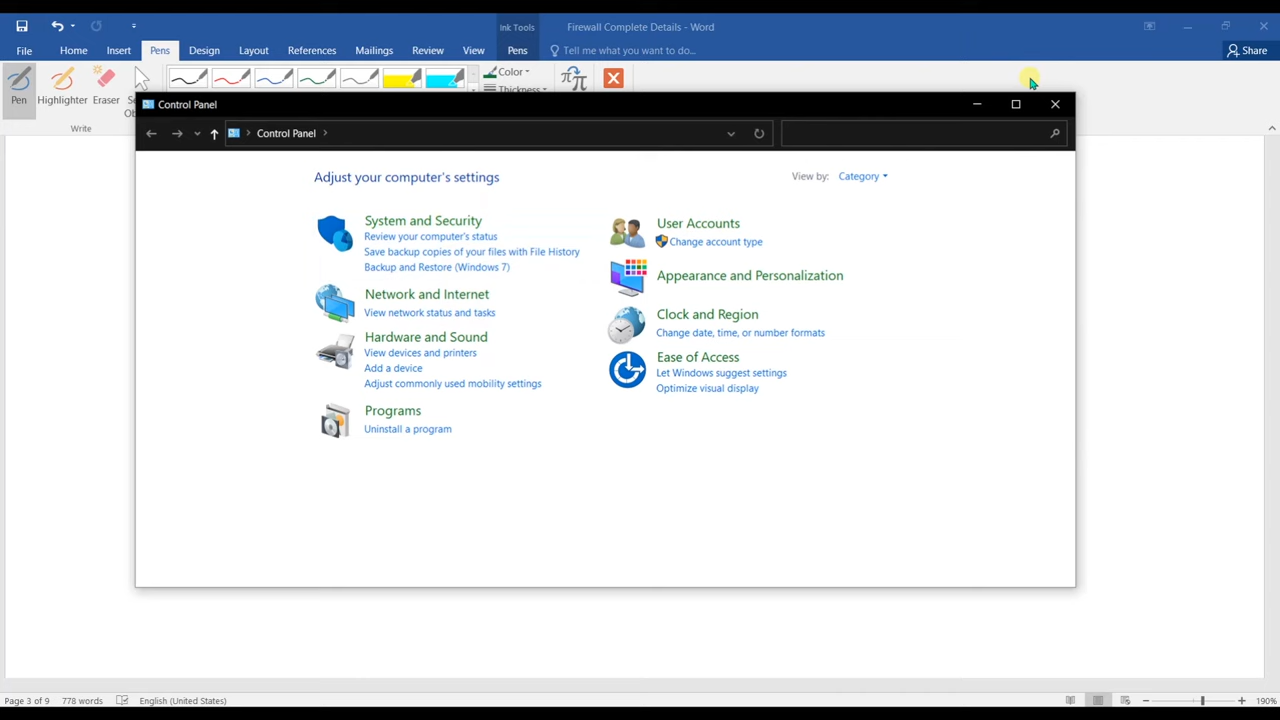 Ink Tools
Firewall Complete Details - Word
File
Home
Insert
Pens
Design
Layout
References
Mailings
Review
View
Pens
Tell me what you want to do...
Share
Pen
Highlighter
Eraser
Color
Thickness
Write
Control Panel
Control Panel
Adjust your computer's settings
View by: Category
System and Security
Review your computer's status
Save backup copies of your files with File History
Backup and Restore (Windows 7)
Network and Internet
View network status and tasks
Hardware and Sound
View devices and printers
Add a device
Adjust commonly used mobility settings
Programs
Uninstall a program
User Accounts
Change account type
Appearance and Personalization
Clock and Region
Change date, time, or number formats
Ease of Access
Let Windows suggest settings
Optimize visual display
Page 3 of 9
778 words
English (United States)
190%